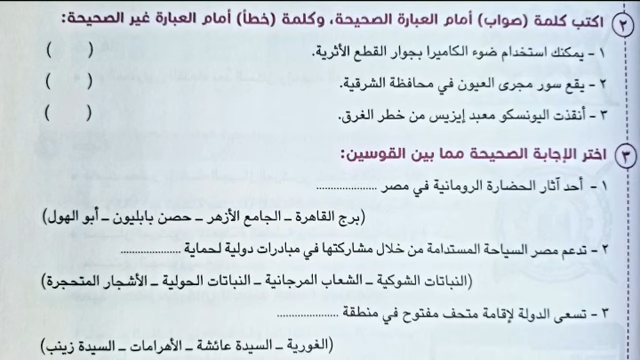 ٢ اكتب كلمة (صواب) أمام العبارة الصحيحة، وكلمة (خطأ) أمام العبارة غير الصحيحة:
١ - يمكنك استخدام ضوء الكاميرا بجوار القطع الأثرية. ( )
٢ - يقع سور مجرى العيون في محافظة الشرقية. ( )
٣ - أنقذت اليونسكو معبد إيزيس من خطر الغرق. ( )
٣ اختر الإجابة الصحيحة مما بين القوسين:
١ - أحد آثار الحضارة الرومانية في مصر ....................
(برج القاهرة - الجامع الأزهر - حصن بابليون - أبو الهول)
٢ - تدعم مصر السياحة المستدامة من خلال مشاركتها في مبادرات دولية لحماية ....................
(النباتات الشوكية - الشعاب المرجانية - النباتات الحولية - الأشجار المتحجرة)
٣ - تسعى الدولة لإقامة متحف مفتوح في منطقة ....................
(الغورية - السيدة عائشة - الأهرامات - السيدة زينب)